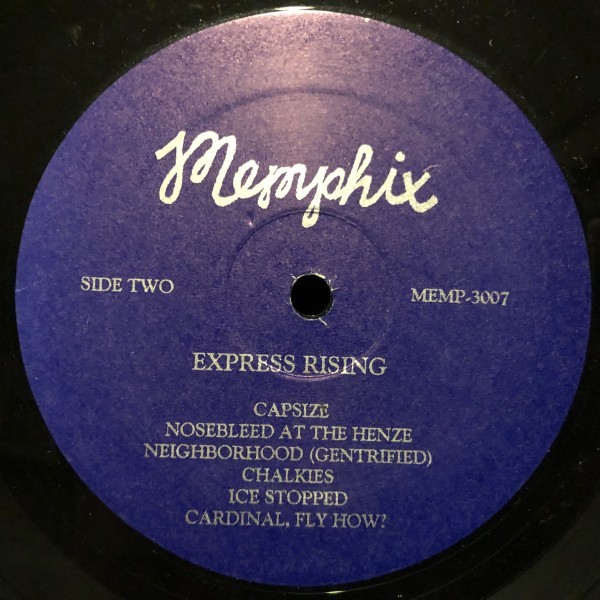 Memphix
SIDE TWO
MEMP-3007
EXPRESS RISING
CAPSIZE
NOSEBLEED AT THE HENZE
NEIGHBORHOOD (GENTRIFIED)
CHALKIES
ICE STOPPED
CARDINAL, FLY HOW?